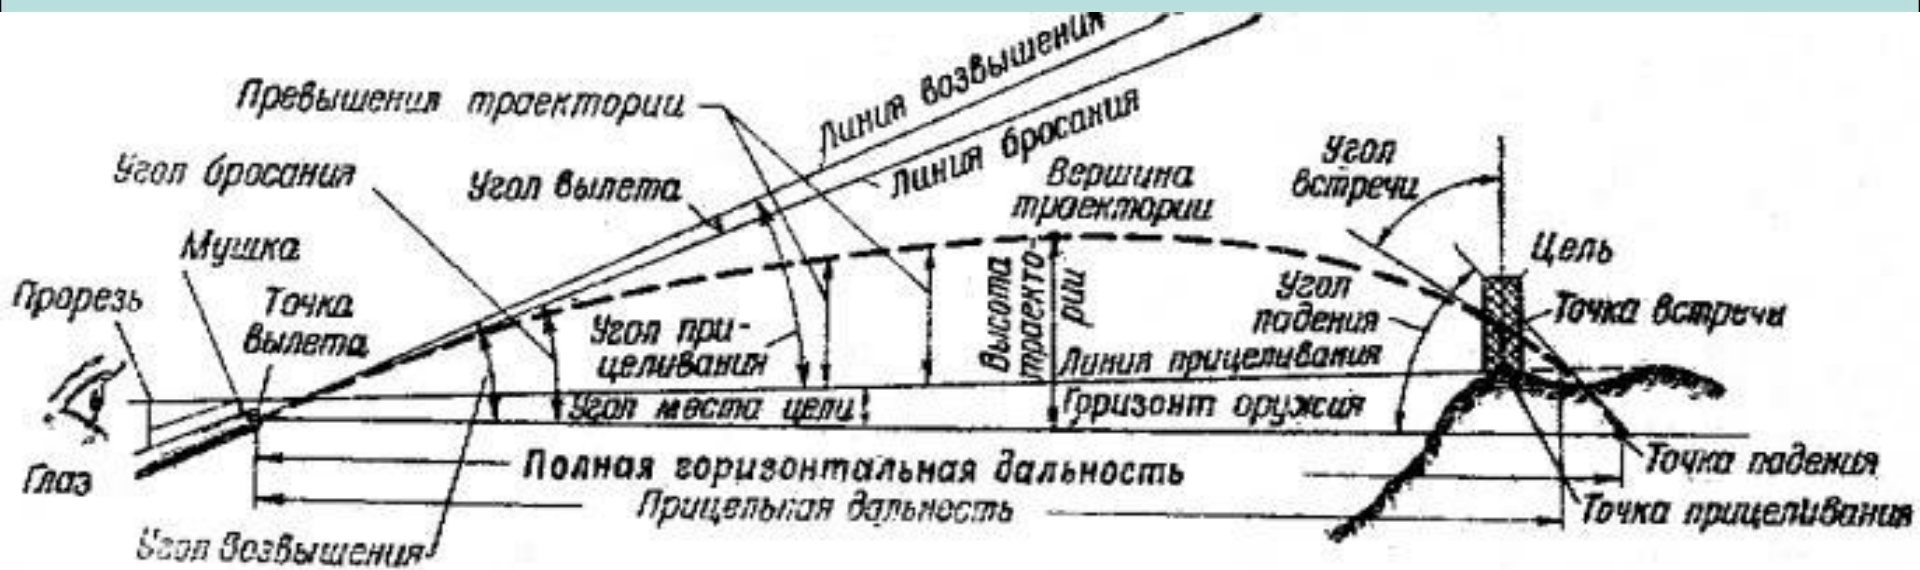 Линия возвышения
Линия бросания
Превышения траектории
Угол бросания
Угол вылета
Вершина
траектории
Угол
встречи
Мушка
Прорезь
Точка
вылета
Цель
Угол при-
целивания
Высота
траекто-
рии
Угол
падения
Точка встречи
Линия прицеливания
Угол места цели
Горизонт оружия
Глаз
Полная горизонтальная дальность
Точка падения
Прицельная дальность
Точка прицеливания
Угол возвышения